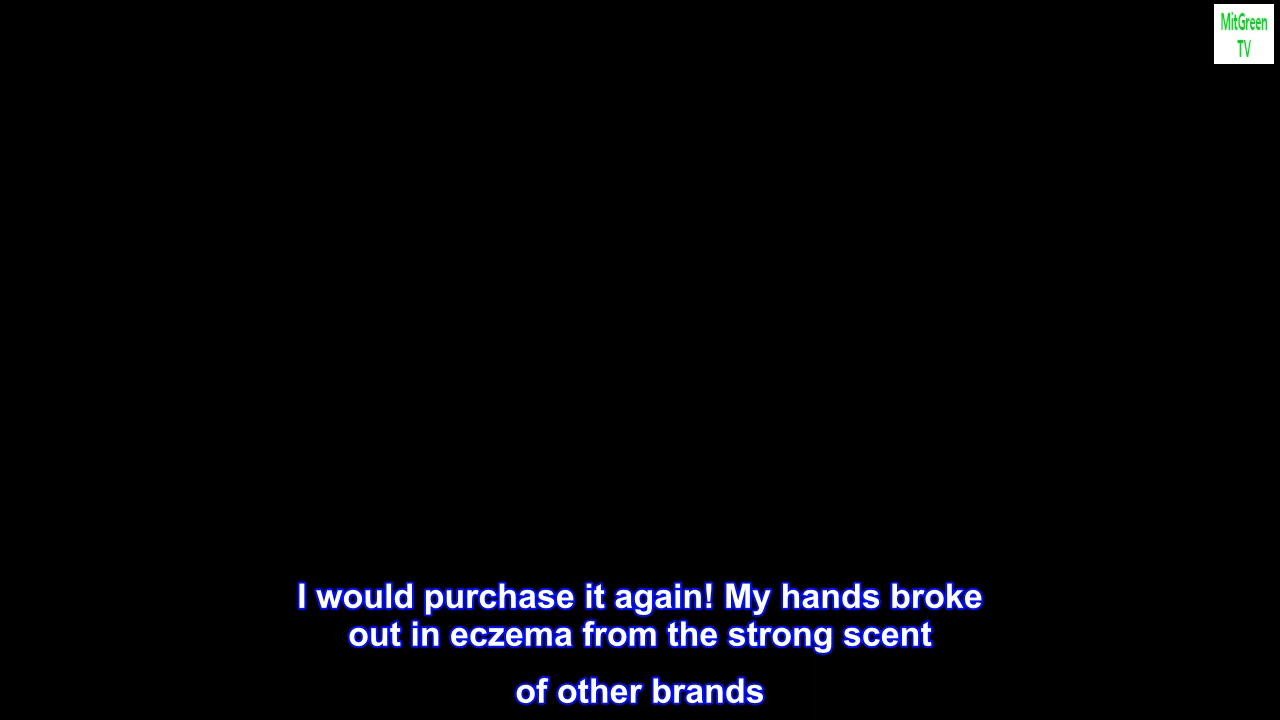 MitGreen
TV
I would purchase it again! My hands broke
out in eczema from the strong scent
of other brands